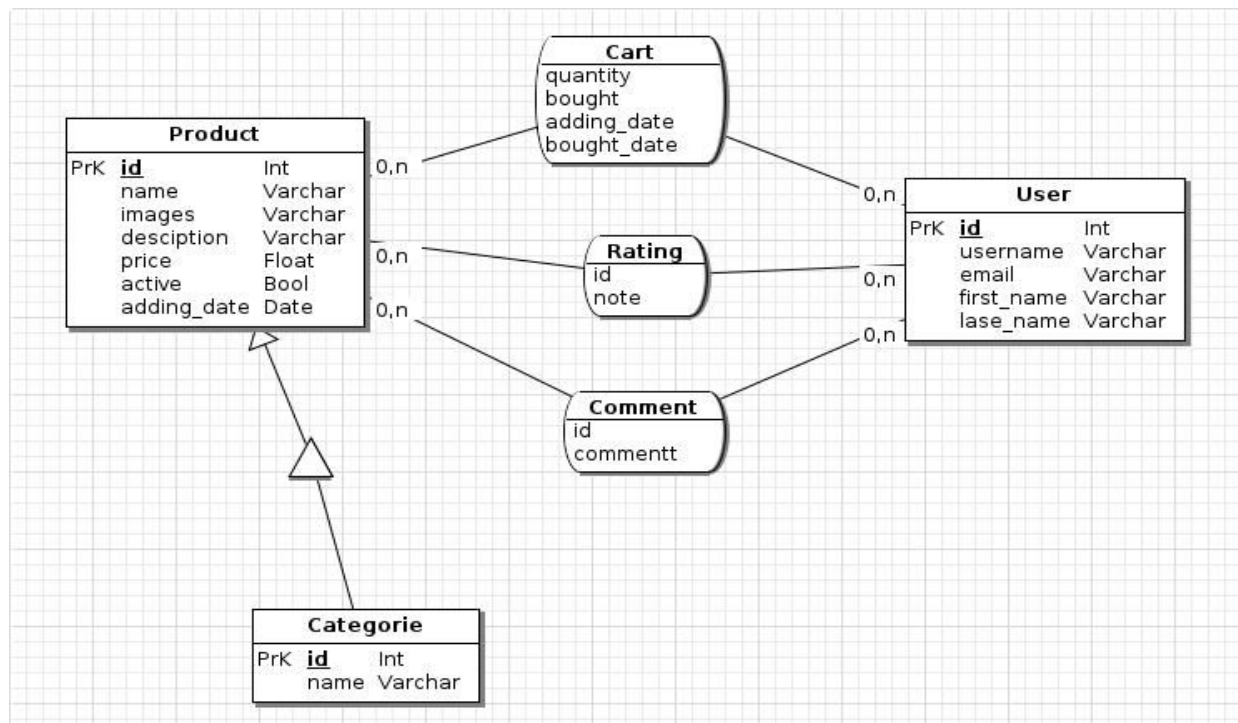 Cart
quantity
bought
adding_date
bought_date
Product
PrK id Int
name Varchar
images Varchar
desciption Varchar
price Float
active Bool
adding_date Date
0,n
0,n
0,n
0,n
0,n
0,n
User
PrK id Int
username Varchar
email Varchar
first_name Varchar
lase_name Varchar
Rating
id
note
Comment
id
commentt
Categorie
PrK id Int
name Varchar